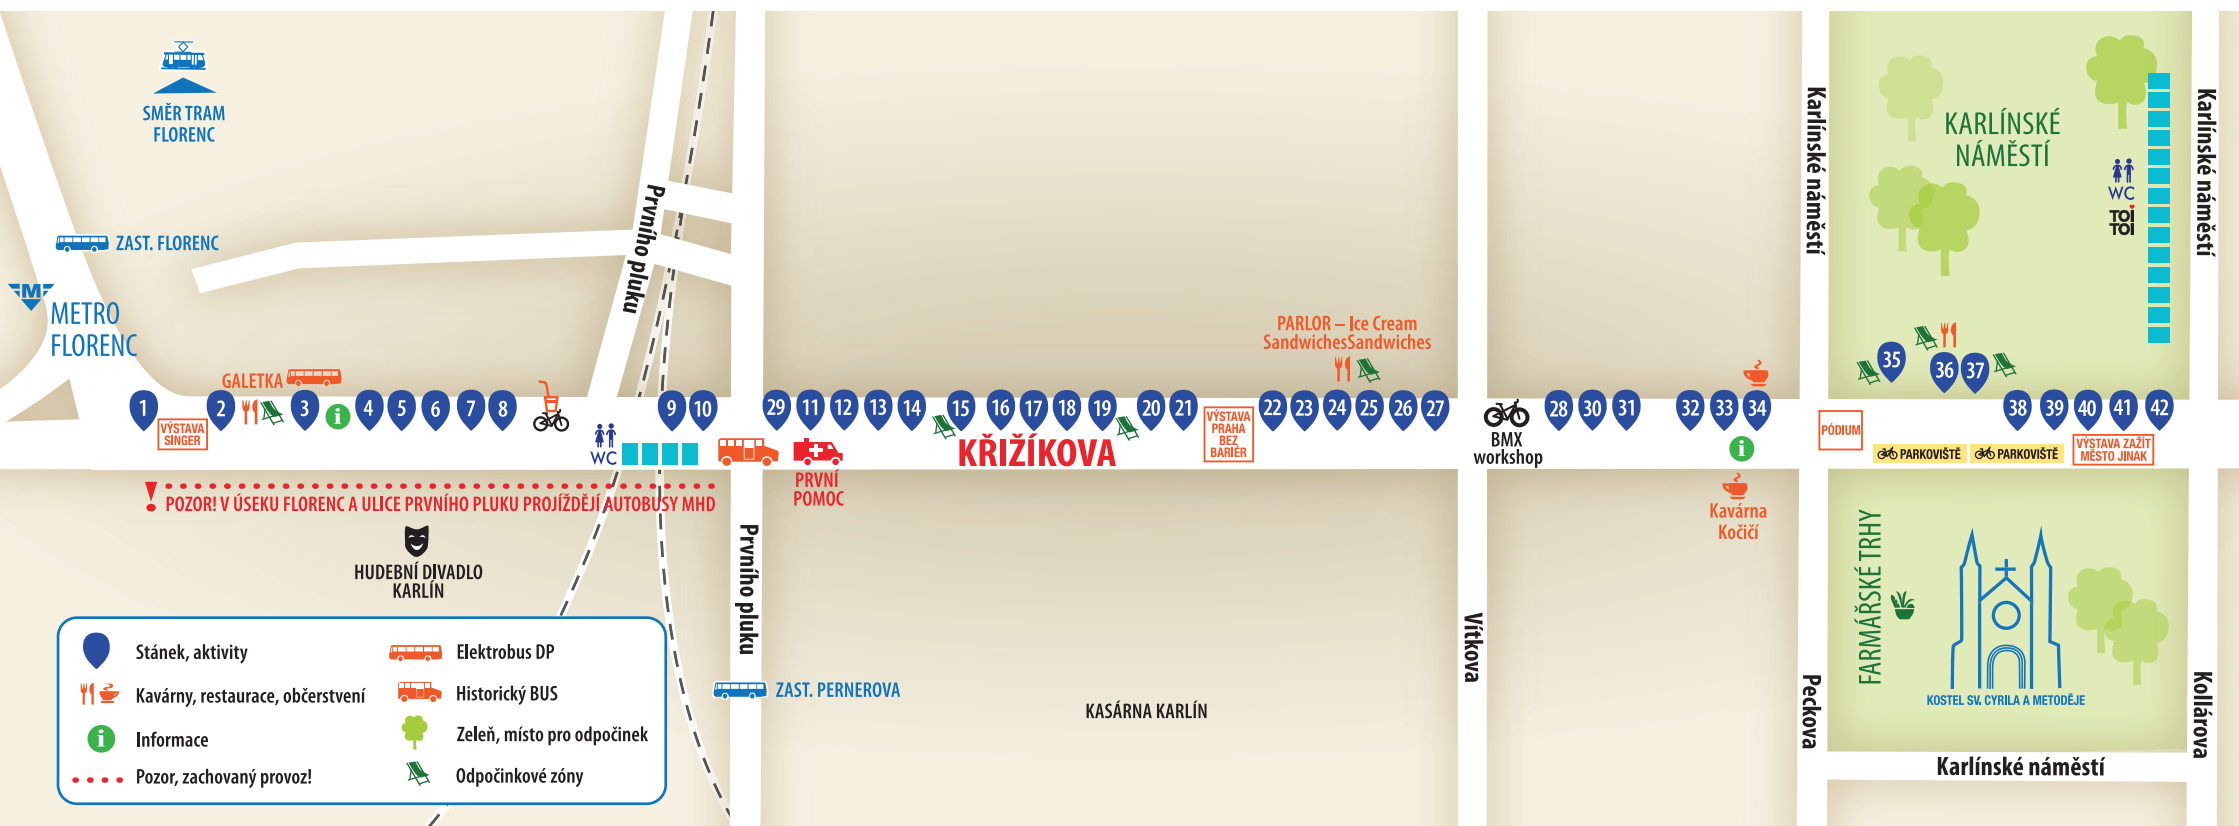 SMĚR TRAM
FLORENC
ZAST. FLORENC
M
METRO
FLORENC
Prvního pluku
GALETKA
1
2
3
i
4
5
6
7
8
9
10
29
11
12
13
14
15
16
17
18
19
20
21
22
23
24
25
26
27
28
30
31
32
33
34
35
36
37
38
39
40
41
42
VÝSTAVA
SINGER
WC
PRVNÍ
POMOC
KŘIŽÍKOVA
VÝSTAVA
PRAHA
BEZ
BARIÉR
PARLOR – Ice Cream
SandwichesSandwiches
BMX
workshop
i
Kavárna
Kočičí
PÓDIUM
PARKOVIŠTĚ
PARKOVIŠTĚ
VÝSTAVA ZAŽÍT
MĚSTO JINAK
Karlínské náměstí
KARLÍNSKÉ
NÁMĚSTÍ
WC
TOI
TOI
Karlínské náměstí
! POZOR! V ÚSEKU FLORENC A ULICE PRVNÍHO PLUKU PROJÍŽDĚJÍ AUTOBUSY MHD
HUDEBNÍ DIVADLO
KARLÍN
Prvního pluku
ZAST. PERNEROVA
KASÁRNA KARLÍN
Vítkova
Peckova
FARMÁŘSKÉ TRHY
KOSTEL SV. CYRILA A METODĚJE
Kollárova
Karlínské náměstí
Stánek, aktivity
Kavárny, restaurace, občerstvení
i
Informace
Pozor, zachovaný provoz!
Elektrobus DP
Historický BUS
Zeleň, místo pro odpočinek
Odpočinkové zóny